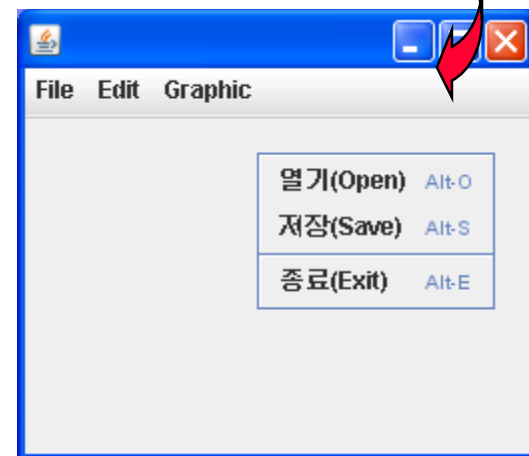 File Edit Graphic
열기(Open) Alt-O
저장(Save) Alt-S
종료(Exit) Alt-E